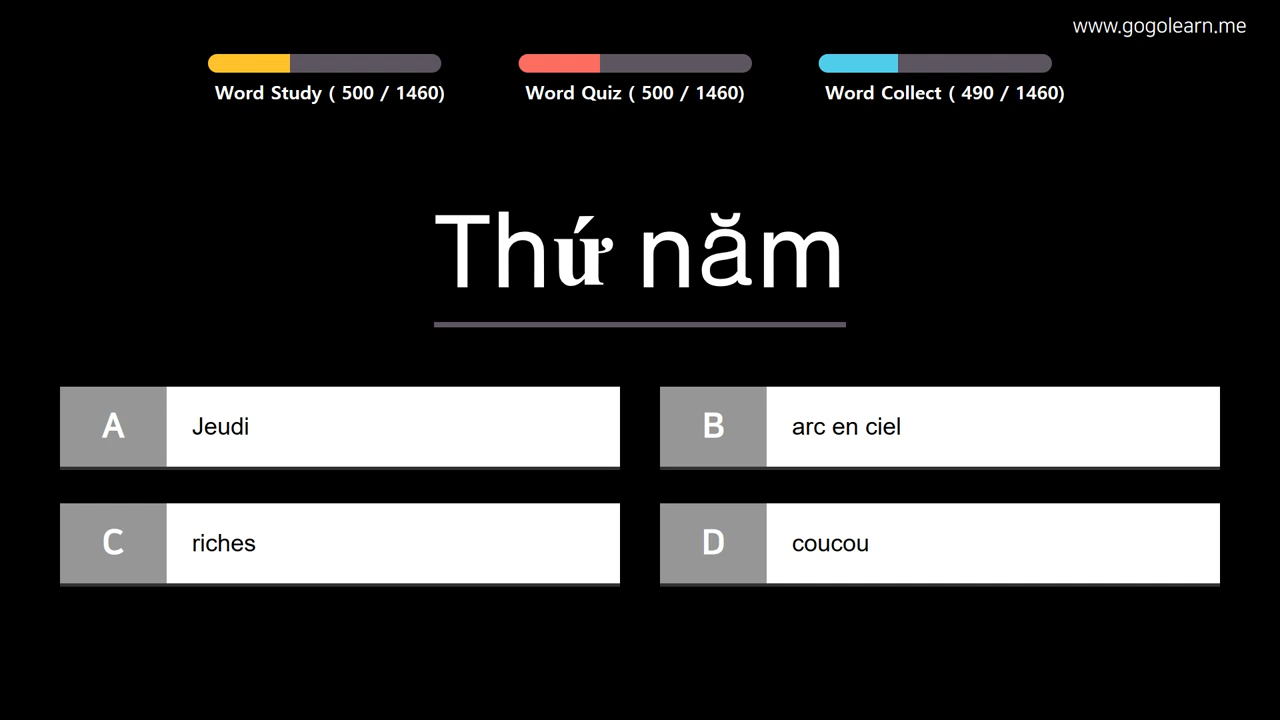 www.gogolearn.me
Word Study ( 500 / 1460)
Word Quiz ( 500 / 1460)
Word Collect ( 490 / 1460)
Thứ năm
A
Jeudi
B
arc en ciel
C
riches
D
coucou